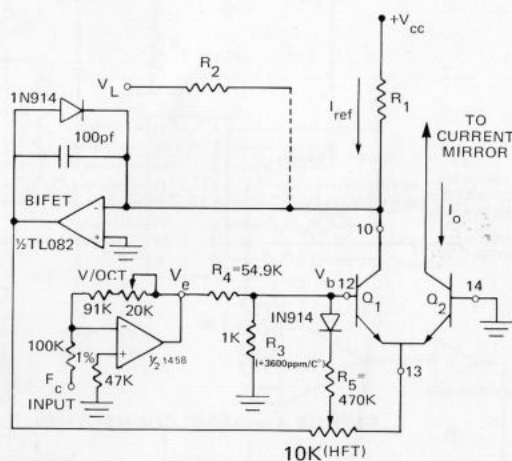 +Vcc
R2
VL
1N914
Iref
R1
TO
CURRENT
MIRROR
100pf
BIFET
-
+
½TL082
10
Io
V/OCT
Ve
R4=54.9K
Vb
12
Q1
Q2
14
91K
20K
IN914
100K
1%
-
+
½1458
1K
R3
(+3600ppm/C°)
R5=
470K
13
Fc
INPUT
47K
10K(HFT)